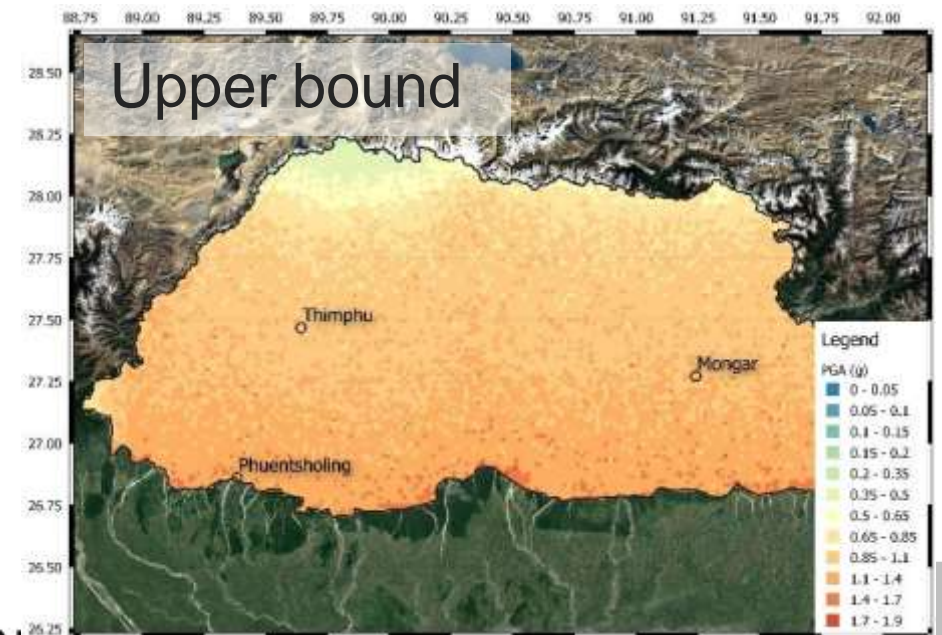 88.75 89.00 89.25 89.50 89.75 90.00 90.25 90.50 90.75 91.00 91.25 91.50 91.75 92.00
Upper bound
28.50
28.25
28.00
27.75
27.50
27.25
27.00
26.75
26.50
26.25
Thimphu
Mongar
Phuentsholing
Legend
PGA (g)
0 - 0.05
0.05 - 0.1
0.1 - 0.15
0.15 - 0.2
0.2 - 0.35
0.35 - 0.5
0.5 - 0.65
0.65 - 0.85
0.85 - 1.1
1.1 - 1.4
1.4 - 1.7
1.7 - 1.9